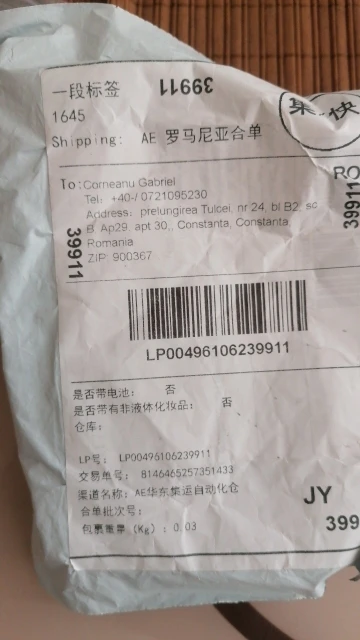 一段标签
39911
1645
集 快
Shipping: AE 罗马尼亚合单
RO
To: Corneanu Gabriel
Tel: +40-/ 0721095230
Address: prelungirea Tulcei, nr 24, bl B2, sc
B, Ap29, apt 30,, Constanta, Constanta,
Romania
ZIP: 900367
39911
39911
LP00496106239911
是否带电池: 否
是否带有非液体化妆品: 否
仓库:
LP号: LP00496106239911
交易单号: 8146465257351433
渠道名称: AE华东集运自动化仓
合单批次号:
包裹重量 (Kg): 0.03
JY
399